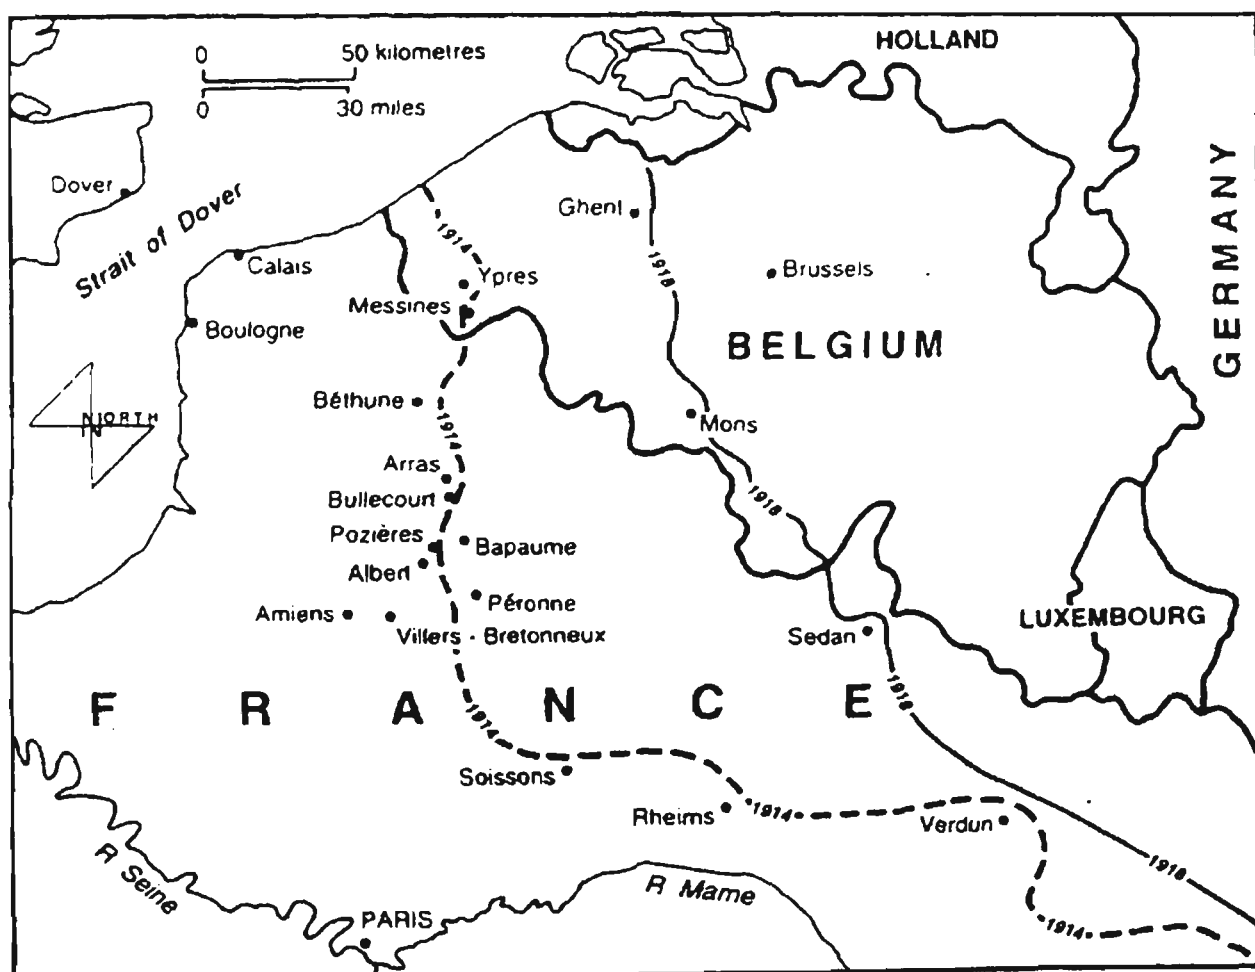 HOLLAND
0 50 kilometres
0 30 miles
GERMANY
Dover
Strait of Dover
Ghent
1914
Calais
1918
Brussels
Ypres
Messines
Boulogne
BELGIUM
NORTH
N
Béthune
1914
Mons
Arras
Bullecourt
1918
Pozières
Bapaume
Albert
Péronne
Amiens
Villers - Bretonneux
Sedan
LUXEMBOURG
FRANCE
1918
1914
Soissons
Rheims
1914
Verdun
1918
R Seine
R Marne
PARIS
1914